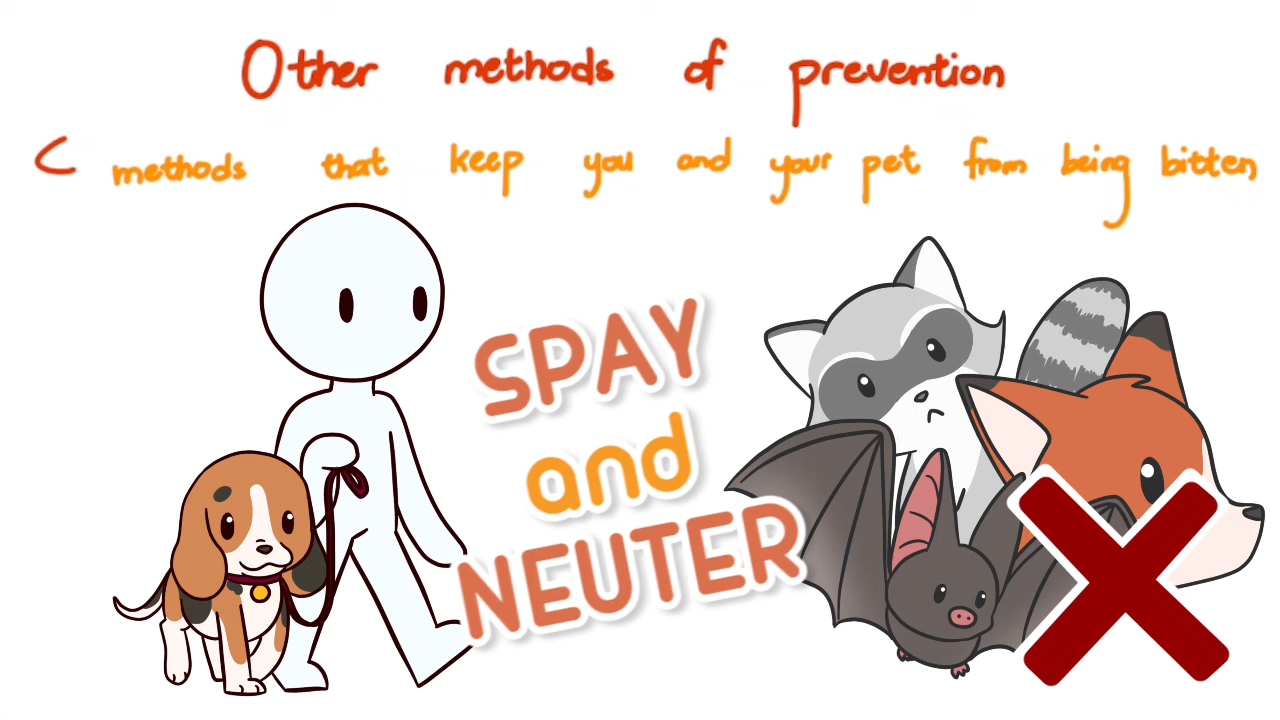 Other methods of prevention
C methods that keep you and your pet from being bitten
SPAY
and
NEUTER